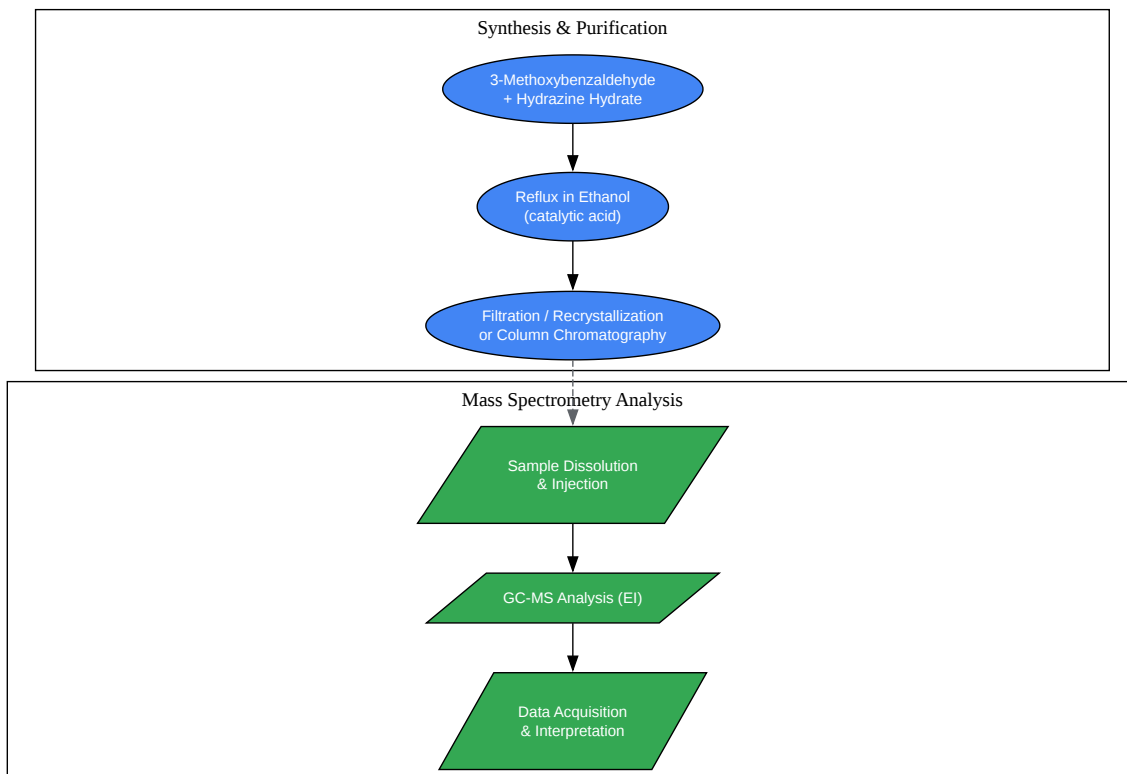 Synthesis & Purification
3-Methoxybenzaldehyde
+ Hydrazine Hydrate
Reflux in Ethanol
(catalytic acid)
Filtration / Recrystallization
or Column Chromatography
Mass Spectrometry Analysis
Sample Dissolution
& Injection
GC-MS Analysis (EI)
Data Acquisition
& Interpretation